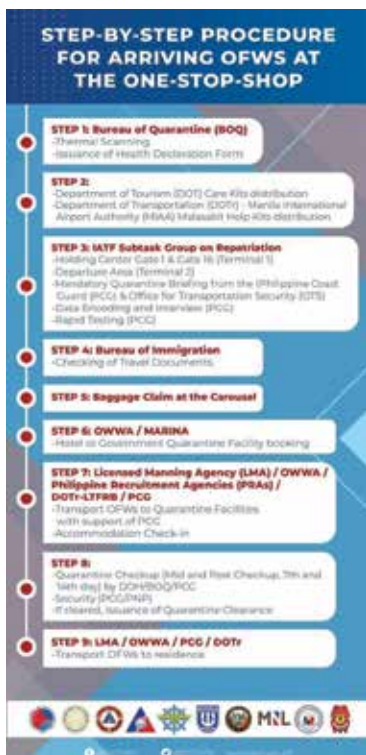 STEP-BY-STEP PROCEDURE
FOR ARRIVING OFWS AT
THE ONE-STOP-SHOP
STEP 1: Bureau of Quarantine (BOQ)
-Thermal Scanning
-Issuance of Health Declaration Form
STEP 2:
-Department of Tourism (DOT) Care Kits distribution
-Department of Transportation (DOTr) - Manila International
Airport Authority (MIAA) Malasakit Help Kits distribution
STEP 3: IATF Subtask Group on Repatriation
-Holding Center Gate 1 & Gate 16 (Terminal 1)
-Departure Area (Terminal 2)
-Mandatory Quarantine Briefing from the (Philippine Coast
Guard (PCG) & Office for Transportation Security (OTS)
-Data Encoding and Interview (PCG)
-Rapid Testing (PCG)
STEP 4: Bureau of Immigration
-Checking of Travel Documents
STEP 5: Baggage Claim at the Carousel
STEP 6: OWWA / MARINA
-Hotel or Government Quarantine Facility booking
STEP 7: Licensed Manning Agency (LMA) / OWWA /
Philippine Recruitment Agencies (PRAs) /
DOTr-LTFRB / PCG
-Transport OFWs to Quarantine Facilities
with support of PCG
-Accommodation Check-in
STEP 8:
-Quarantine Checkup (Mid and Post Checkup, 7th and
14th day) by DOH/BOQ/PCG
-Security (PCG/PNP)
-If cleared, Issuance of Quarantine Clearance
STEP 9: LMA / OWWA / PCG / DOTr
-Transport OFWs to residence